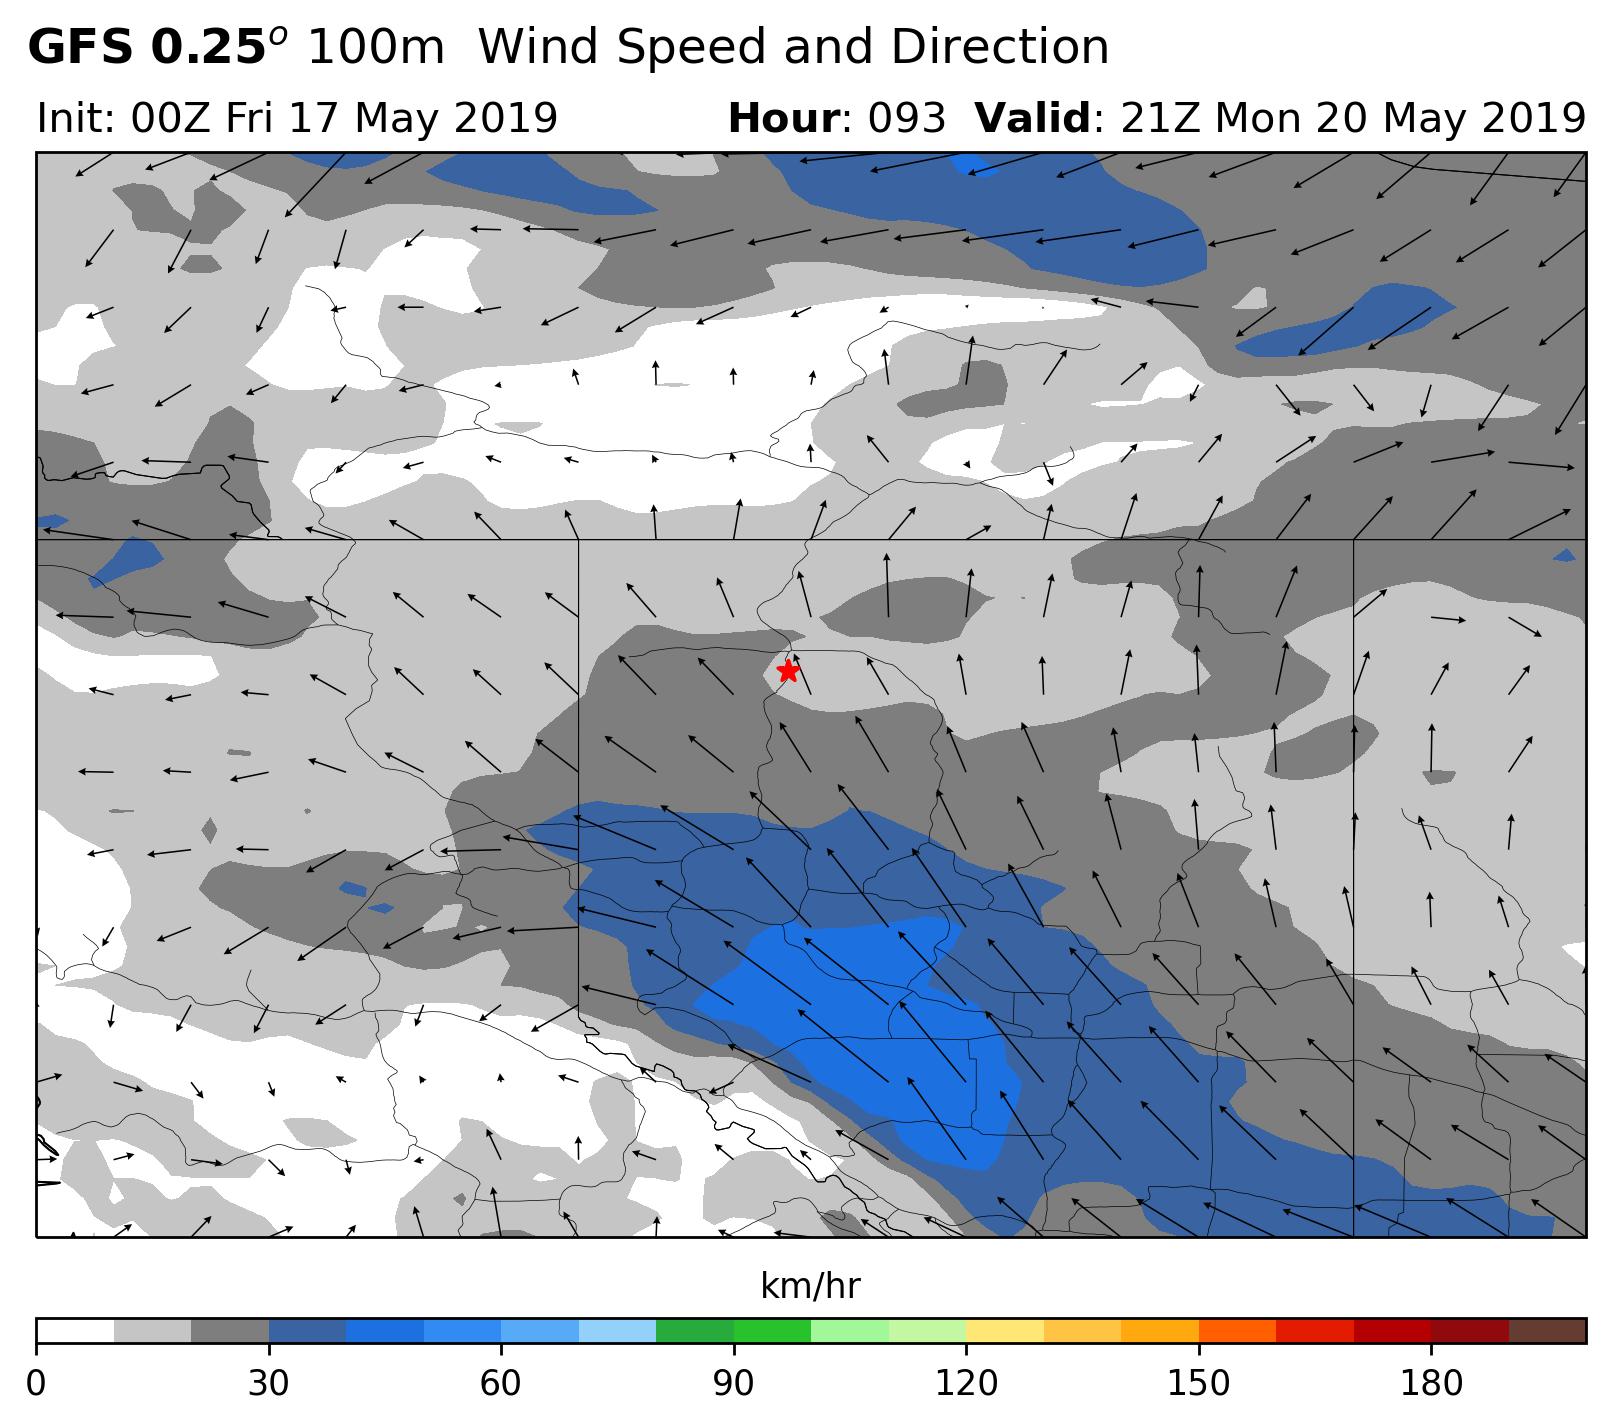 GFS 0.25° 100m Wind Speed and Direction
Init: 00Z Fri 17 May 2019 Hour: 093 Valid: 21Z Mon 20 May 2019
km/hr
0 30 60 90 120 150 180